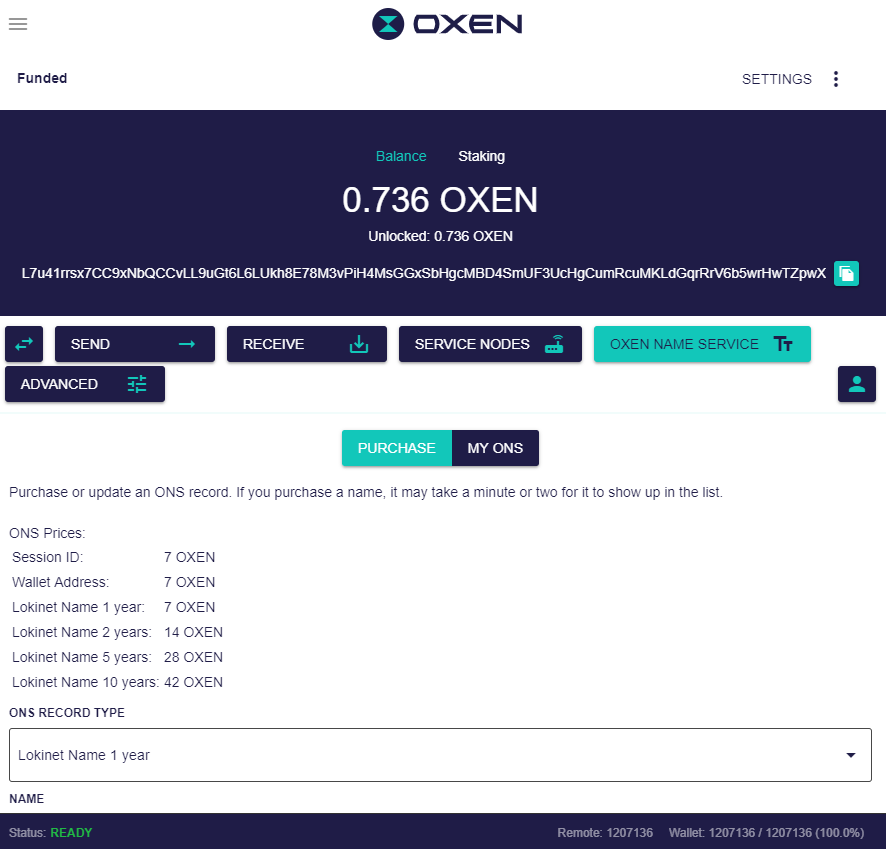 OXEN
Funded
SETTINGS
Balance Staking
0.736 OXEN
Unlocked: 0.736 OXEN
L7u41rrsx7CC9xNbQCCvLL9uGt6L6LUkh8E78M3vPiH4MsGGxSbHgcMBD4SmUF3UcHgCumRcuMKLdGqrRrV6b5wrHwTZpwX
SEND RECEIVE SERVICE NODES OXEN NAME SERVICE
ADVANCED
PURCHASE MY ONS
Purchase or update an ONS record. If you purchase a name, it may take a minute or two for it to show up in the list.
ONS Prices:
Session ID: 7 OXEN
Wallet Address: 7 OXEN
Lokinet Name 1 year: 7 OXEN
Lokinet Name 2 years: 14 OXEN
Lokinet Name 5 years: 28 OXEN
Lokinet Name 10 years: 42 OXEN
ONS RECORD TYPE
Lokinet Name 1 year
NAME
Status: READY Remote: 1207136 Wallet: 1207136 / 1207136 (100.0%)